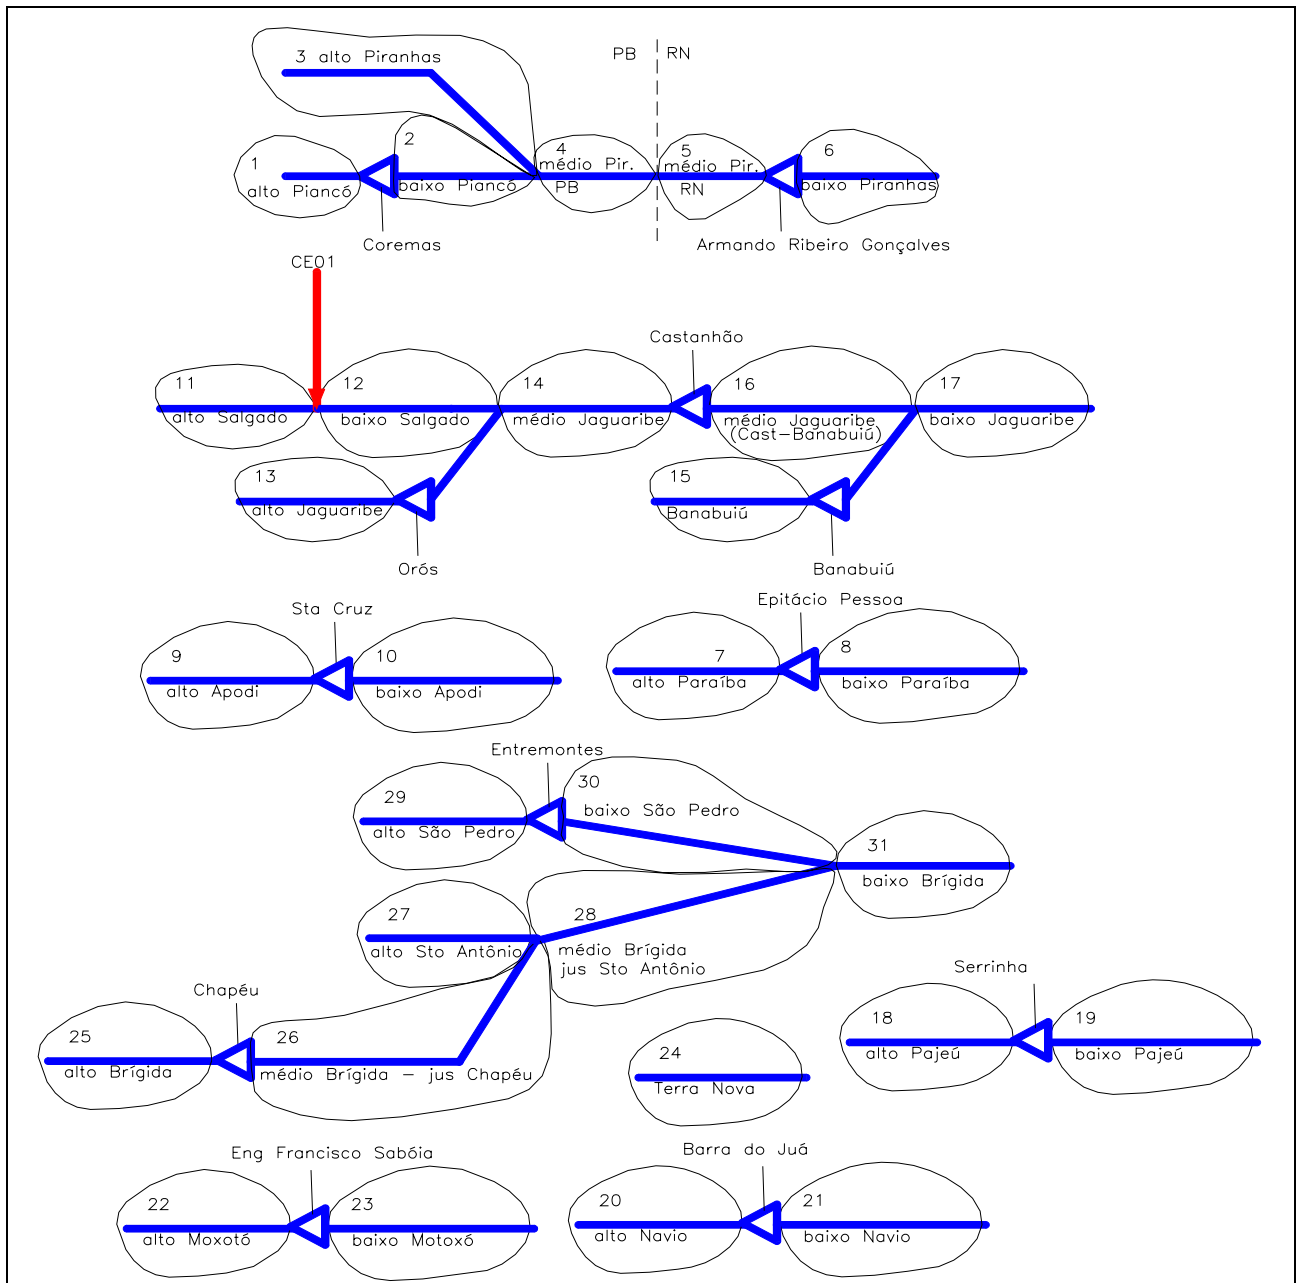 3 alto Piranhas
PB RN
1
alto Piancó
2
baixo Piancó
4
médio Pir.
PB
5
médio Pir.
RN
6
baixo Piranhas
Coremas
Armando Ribeiro Gonçalves
CE01
Castanhão
11
alto Salgado
12
baixo Salgado
14
médio Jaguaribe
16
médio Jaguaribe
(Cast-Banabuiú)
17
baixo Jaguaribe
13
alto Jaguaribe
15
Banabuiú
Orós
Banabuiú
Sta Cruz
Epitácio Pessoa
9
alto Apodi
10
baixo Apodi
7
alto Paraíba
8
baixo Paraíba
Entremontes
29
alto São Pedro
30
baixo São Pedro
31
baixo Brígida
27
alto Sto Antônio
28
médio Brígida
jus Sto Antônio
Chapéu
Serrinha
25
alto Brígida
26
médio Brígida – jus Chapéu
24
Terra Nova
18
alto Pajeú
19
baixo Pajeú
Eng Francisco Sabóia
Barra do Juá
22
alto Moxotó
23
baixo Motoxó
20
alto Navio
21
baixo Navio